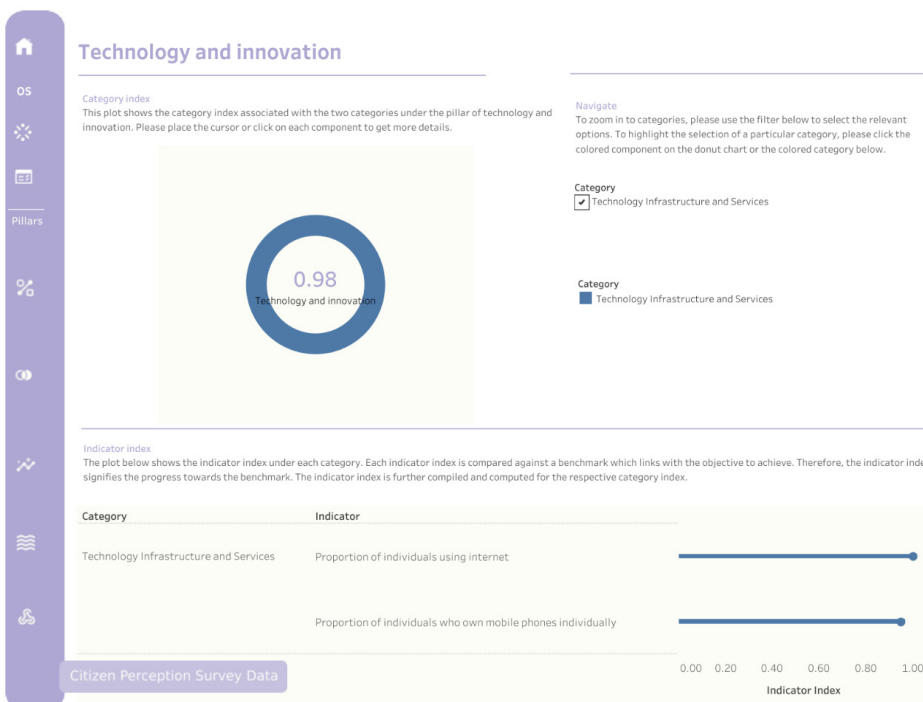 Technology and innovation
OS
Pillars
Category index
This plot shows the category index associated with the two categories under the pillar of technology and
innovation. Please place the cursor or click on each component to get more details.
0.98
Technology and innovation
Navigate
To zoom in to categories, please use the filter below to select the relevant
options. To highlight the selection of a particular category, please click the
colored component on the donut chart or the colored category below.
Category
Technology Infrastructure and Services
Category
Technology Infrastructure and Services
Indicator index
The plot below shows the indicator index under each category. Each indicator index is compared against a benchmark which links with the objective to achieve. Therefore, the indicator inde
signifies the progress towards the benchmark. The indicator index is further compiled and computed for the respective category index.
Category Indicator
Technology Infrastructure and Services Proportion of individuals using internet
Proportion of individuals who own mobile phones individually
0.00 0.20 0.40 0.60 0.80 1.00
Indicator Index
Citizen Perception Survey Data